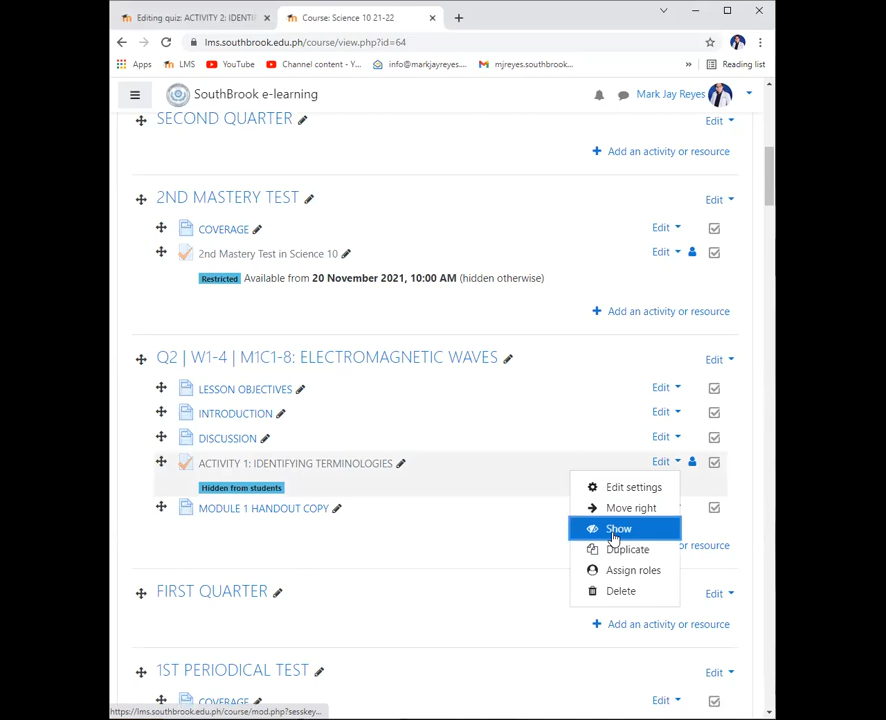 Editing quiz: ACTIVITY 2: IDENTIF
Course: Science 10 21-22
lms.southbrook.edu.ph/course/view.php?id=64
Apps
LMS
YouTube
Channel content - Y...
info@markjayreyes....
mjreyes.southbrook...
Reading list
SouthBrook e-learning
Mark Jay Reyes
SECOND QUARTER
Edit
+ Add an activity or resource
2ND MASTERY TEST
Edit
COVERAGE
Edit
2nd Mastery Test in Science 10
Edit
Restricted Available from 20 November 2021, 10:00 AM (hidden otherwise)
+ Add an activity or resource
Q2 | W1-4 | M1C1-8: ELECTROMAGNETIC WAVES
Edit
LESSON OBJECTIVES
Edit
INTRODUCTION
Edit
DISCUSSION
Edit
ACTIVITY 1: IDENTIFYING TERMINOLOGIES
Edit
Hidden from students
Edit settings
MODULE 1 HANDOUT COPY
Move right
Show
Duplicate
or resource
Assign roles
Delete
FIRST QUARTER
Edit
+ Add an activity or resource
1ST PERIODICAL TEST
Edit
COVERAGE
Edit
https://lms.southbrook.edu.ph/course/mod.php?sesskey...